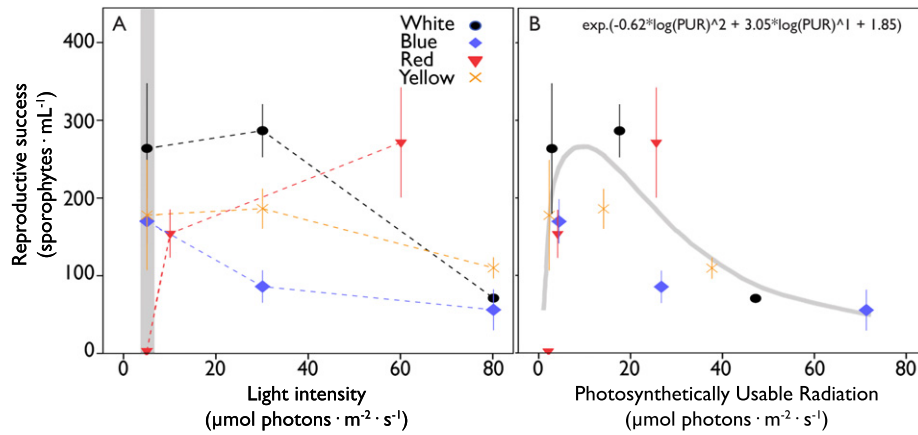 A
White
Blue
Red
Yellow
400
300
200
100
0
Reproductive success
(sporophytes · mL⁻¹)
0
20
40
60
80
Light intensity
(µmol photons · m⁻² · s⁻¹)
B
exp.(-0.62*log(PUR)^2 + 3.05*log(PUR)^1 + 1.85)
0
20
40
60
80
Photosynthetically Usable Radiation
(µmol photons · m⁻² · s⁻¹)